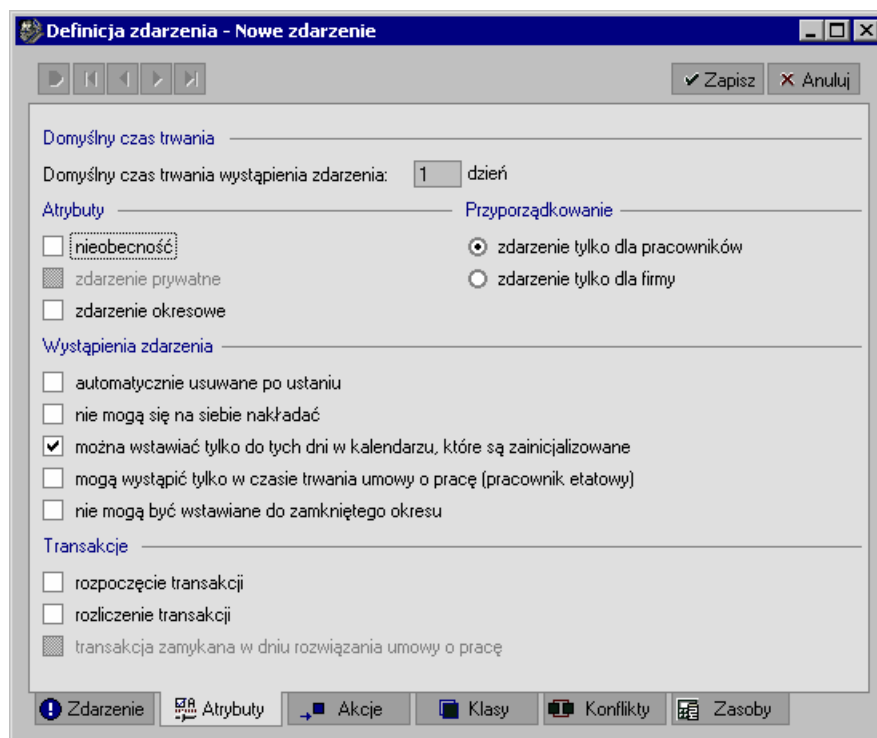 Definicja zdarzenia - Nowe zdarzenie
Zapisz Anuluj
Domyślny czas trwania
Domyślny czas trwania wystąpienia zdarzenia: 1 dzień
Atrybuty Przyporządkowanie
nieobecność zdarzenie tylko dla pracowników
zdarzenie prywatne zdarzenie tylko dla firmy
zdarzenie okresowe
Wystąpienia zdarzenia
automatycznie usuwane po ustaniu
nie mogą się na siebie nakładać
można wstawiać tylko do tych dni w kalendarzu, które są zainicjalizowane
mogą wystąpić tylko w czasie trwania umowy o pracę (pracownik etatowy)
nie mogą być wstawiane do zamkniętego okresu
Transakcje
rozpoczęcie transakcji
rozliczenie transakcji
transakcja zamykana w dniu rozwiązania umowy o pracę
Zdarzenie Atrybuty Akcje Klasy Konflikty Zasoby